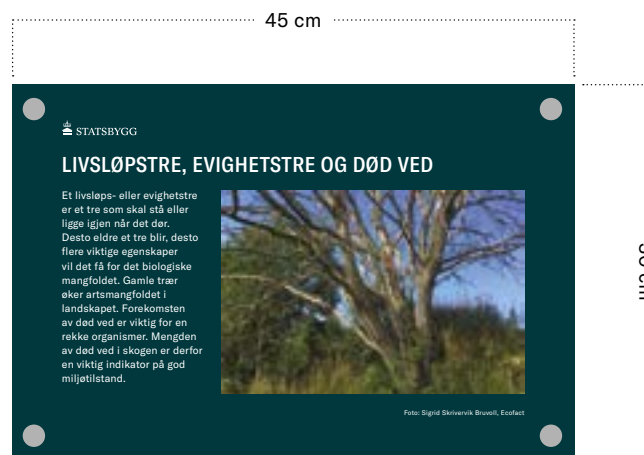 45 cm
STATSBYGG
LIVSLØPSTRE, EVIGHETSTRE OG DØD VED
Et livsløps- eller evighetstre
er et tre som skal stå eller
ligge igjen når det dør.
Desto eldre et tre blir, desto
flere viktige egenskaper
vil det få for det biologiske
mangfoldet. Gamle trær
øker artsmangfoldet i
landskapet. Forekomsten
av død ved er viktig for en
rekke organismer. Mengden
av død ved i skogen er derfor
en viktig indikator på god
miljøtilstand.
Foto: Sigrid Skrivervik Bruvoll, Ecofact
cm